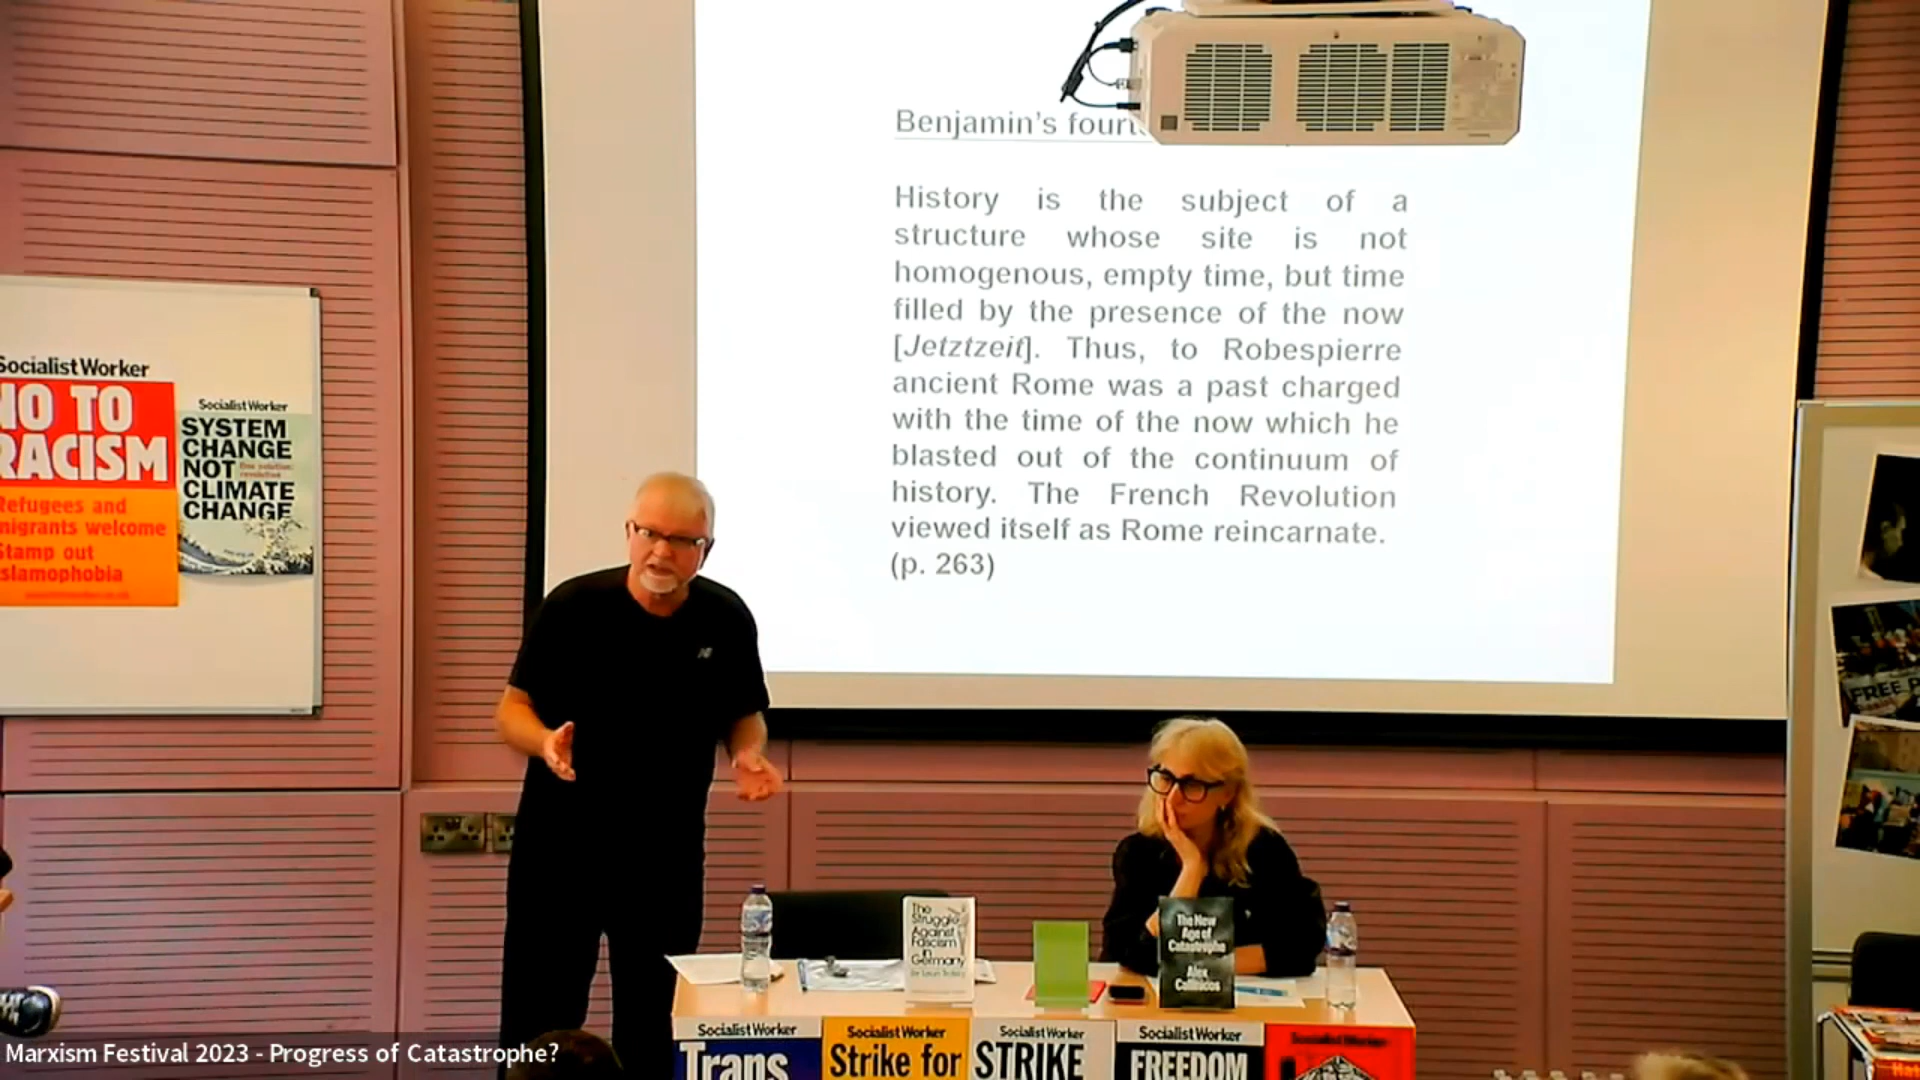 Benjamin's fourt
History is the subject of a
structure whose site is not
homogenous, empty time, but time
filled by the presence of the now
[Jetztzeit]. Thus, to Robespierre
ancient Rome was a past charged
with the time of the now which he
blasted out of the continuum of
history. The French Revolution
viewed itself as Rome reincarnate.
(p. 263)
Socialist Worker
NO TO
RACISM
Refugees and
migrants welcome
Stamp out
Islamophobia
Socialist Worker
SYSTEM
CHANGE
NOT
CLIMATE
CHANGE
FREE P
The
Struggle
Against
Fascism
in
Germany
The New
Age of
Catastrophe
Alex
Callinicos
Socialist Worker
Trans
Socialist Worker
Strike for
Socialist Worker
STRIKE
Socialist Worker
FREEDOM
Socialist Worker
Marxism Festival 2023 - Progress of Catastrophe?